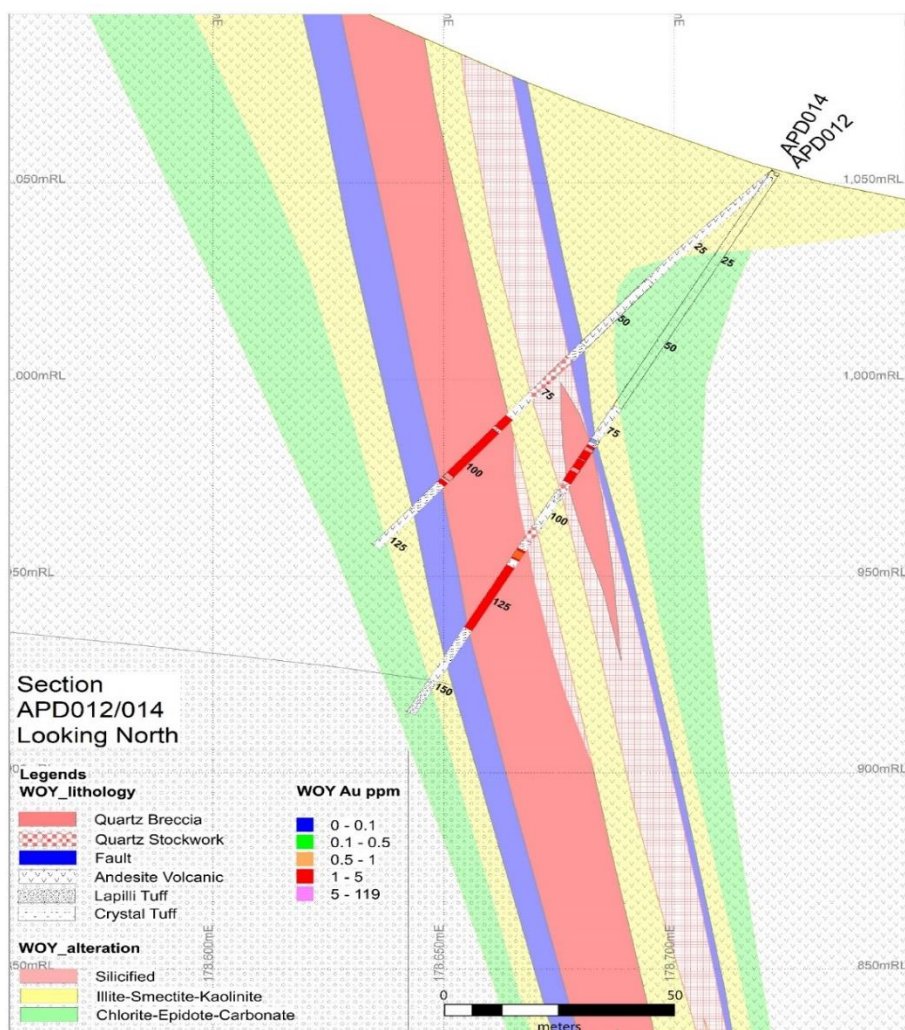 APD014
APD012
,050mRL
1,050mRL
25
25
50
50
,000mRL
1,000mRL
75
75
100
100
125
125
950mRL
950mRL
150
Section
APD012/014
Looking North
Legends
WOY_lithology
Quartz Breccia
Quartz Stockwork
Fault
Andesite Volcanic
Lapilli Tuff
Crystal Tuff
WOY Au ppm
0 - 0.1
0.1 - 0.5
0.5 - 1
1 - 5
5 - 119
WOY_alteration
Silicified
Illite-Smectite-Kaolinite
Chlorite-Epidote-Carbonate
900mRL
900mRL
850mRL
850mRL
178,600mE
178,650mE
178,700mE
0 50
meters